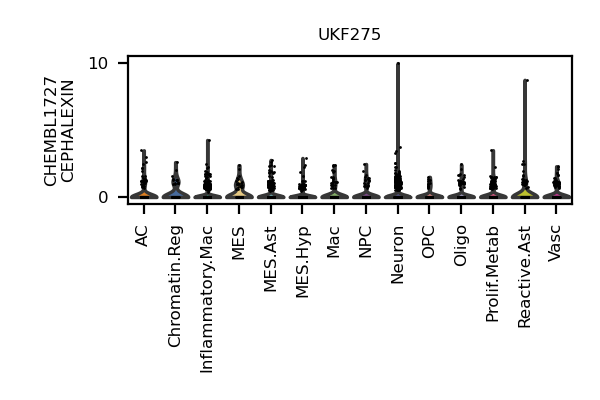 UKF275
CHEMBL1727
CEPHALEXIN
10
0
AC
Chromatin.Reg
Inflammatory.Mac
MES
MES.Ast
MES.Hyp
Mac
NPC
Neuron
OPC
Oligo
Prolif.Metab
Reactive.Ast
Vasc